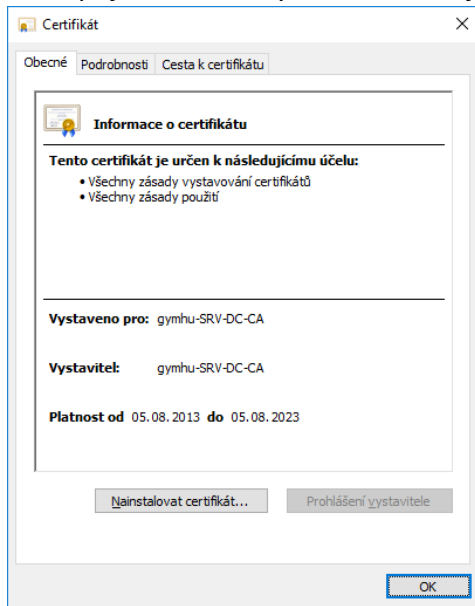 Certifikát
Obecné Podrobnosti Cesta k certifikátu
Informace o certifikátu
Tento certifikát je určen k následujícímu účelu:
• Všechny zásady vystavování certifikátů
• Všechny zásady použití
Vystaveno pro: gymhu-SRV-DC-CA
Vystavitel: gymhu-SRV-DC-CA
Platnost od 05.08.2013 do 05.08.2023
Nainstalovat certifikát... Prohlášení vystavitele
OK